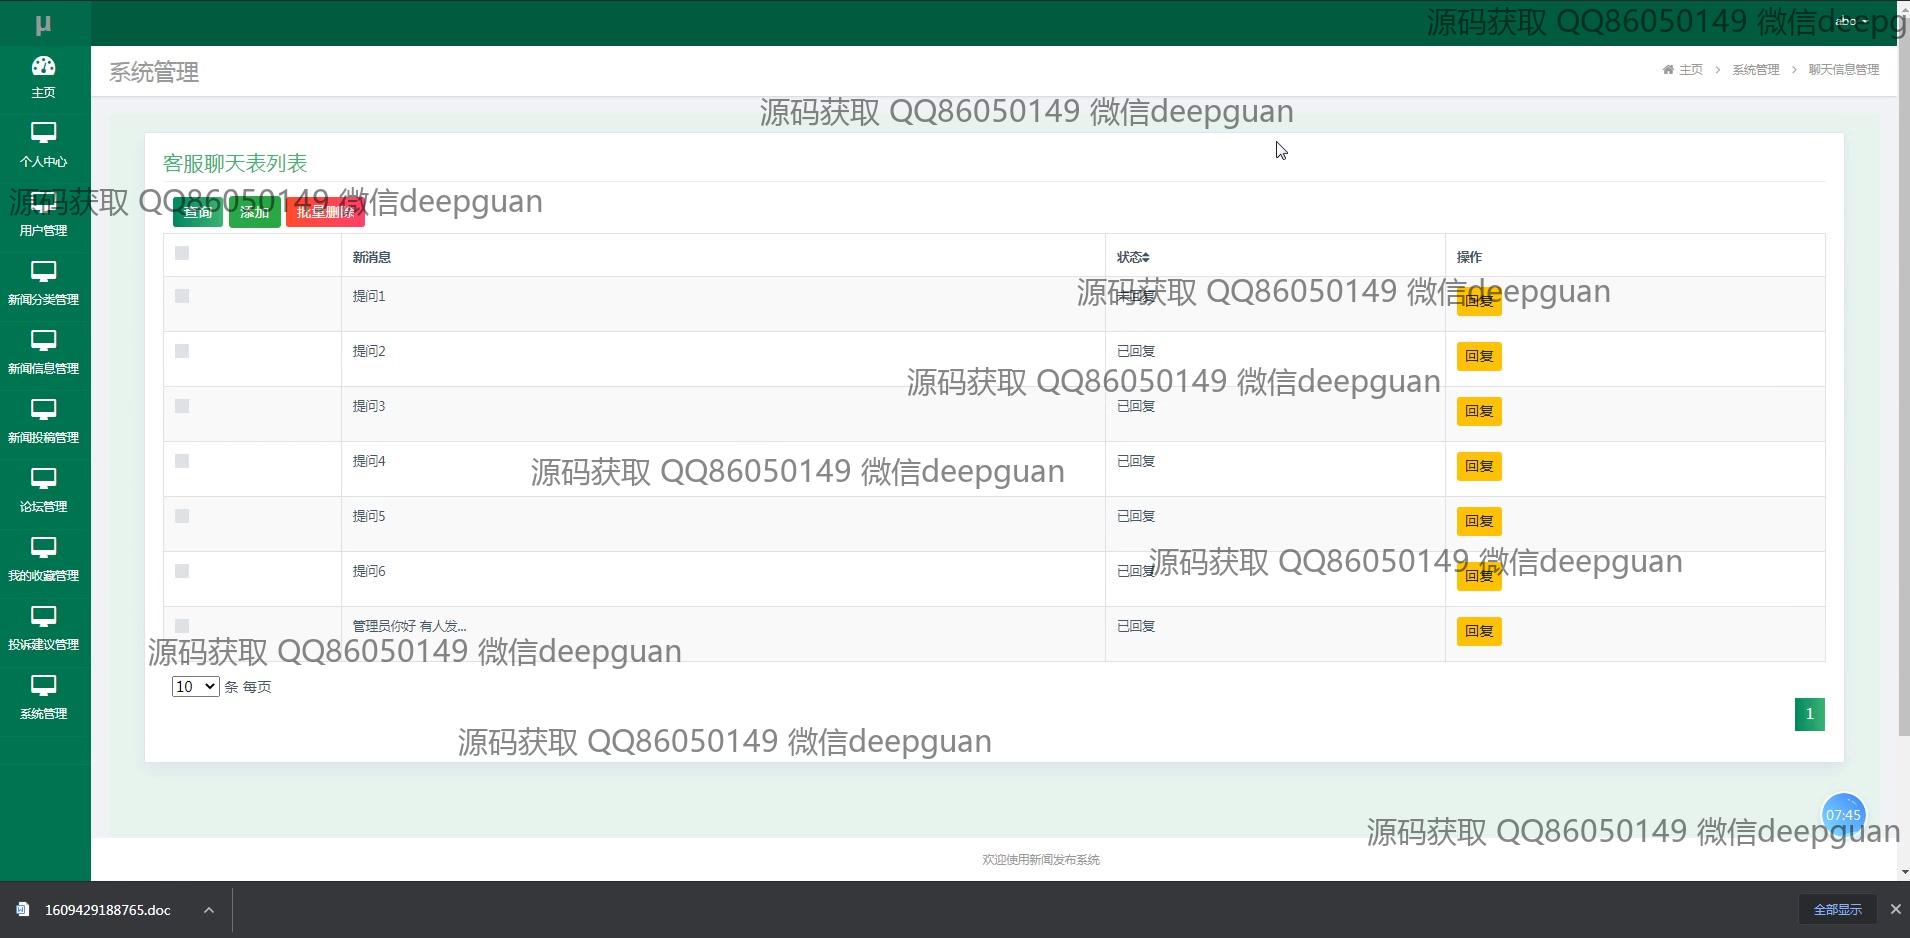 μ
源码获取 QQ86050149 微信deepguan
abo
主页
系统管理
主页 > 系统管理 > 聊天信息管理
源码获取 QQ86050149 微信deepguan
个人中心
客服聊天表列表
源码获取 QQ86050149 微信deepguan
查询 添加 批量删除
用户管理
新消息 状态 操作
新闻分类管理
提问1 未回复 回复
源码获取 QQ86050149 微信deepguan
提问2 已回复 回复
新闻信息管理
源码获取 QQ86050149 微信deepguan
提问3 已回复 回复
新闻投稿管理
提问4 已回复 回复
源码获取 QQ86050149 微信deepguan
论坛管理
提问5 已回复 回复
源码获取 QQ86050149 微信deepguan
提问6 已回复 回复
我的收藏管理
管理员你好 有人发... 已回复 回复
投诉建议管理
源码获取 QQ86050149 微信deepguan
10 条 每页
系统管理
1
源码获取 QQ86050149 微信deepguan
07:45
源码获取 QQ86050149 微信deepguan
欢迎使用新闻发布系统
1609429188765.doc
全部显示